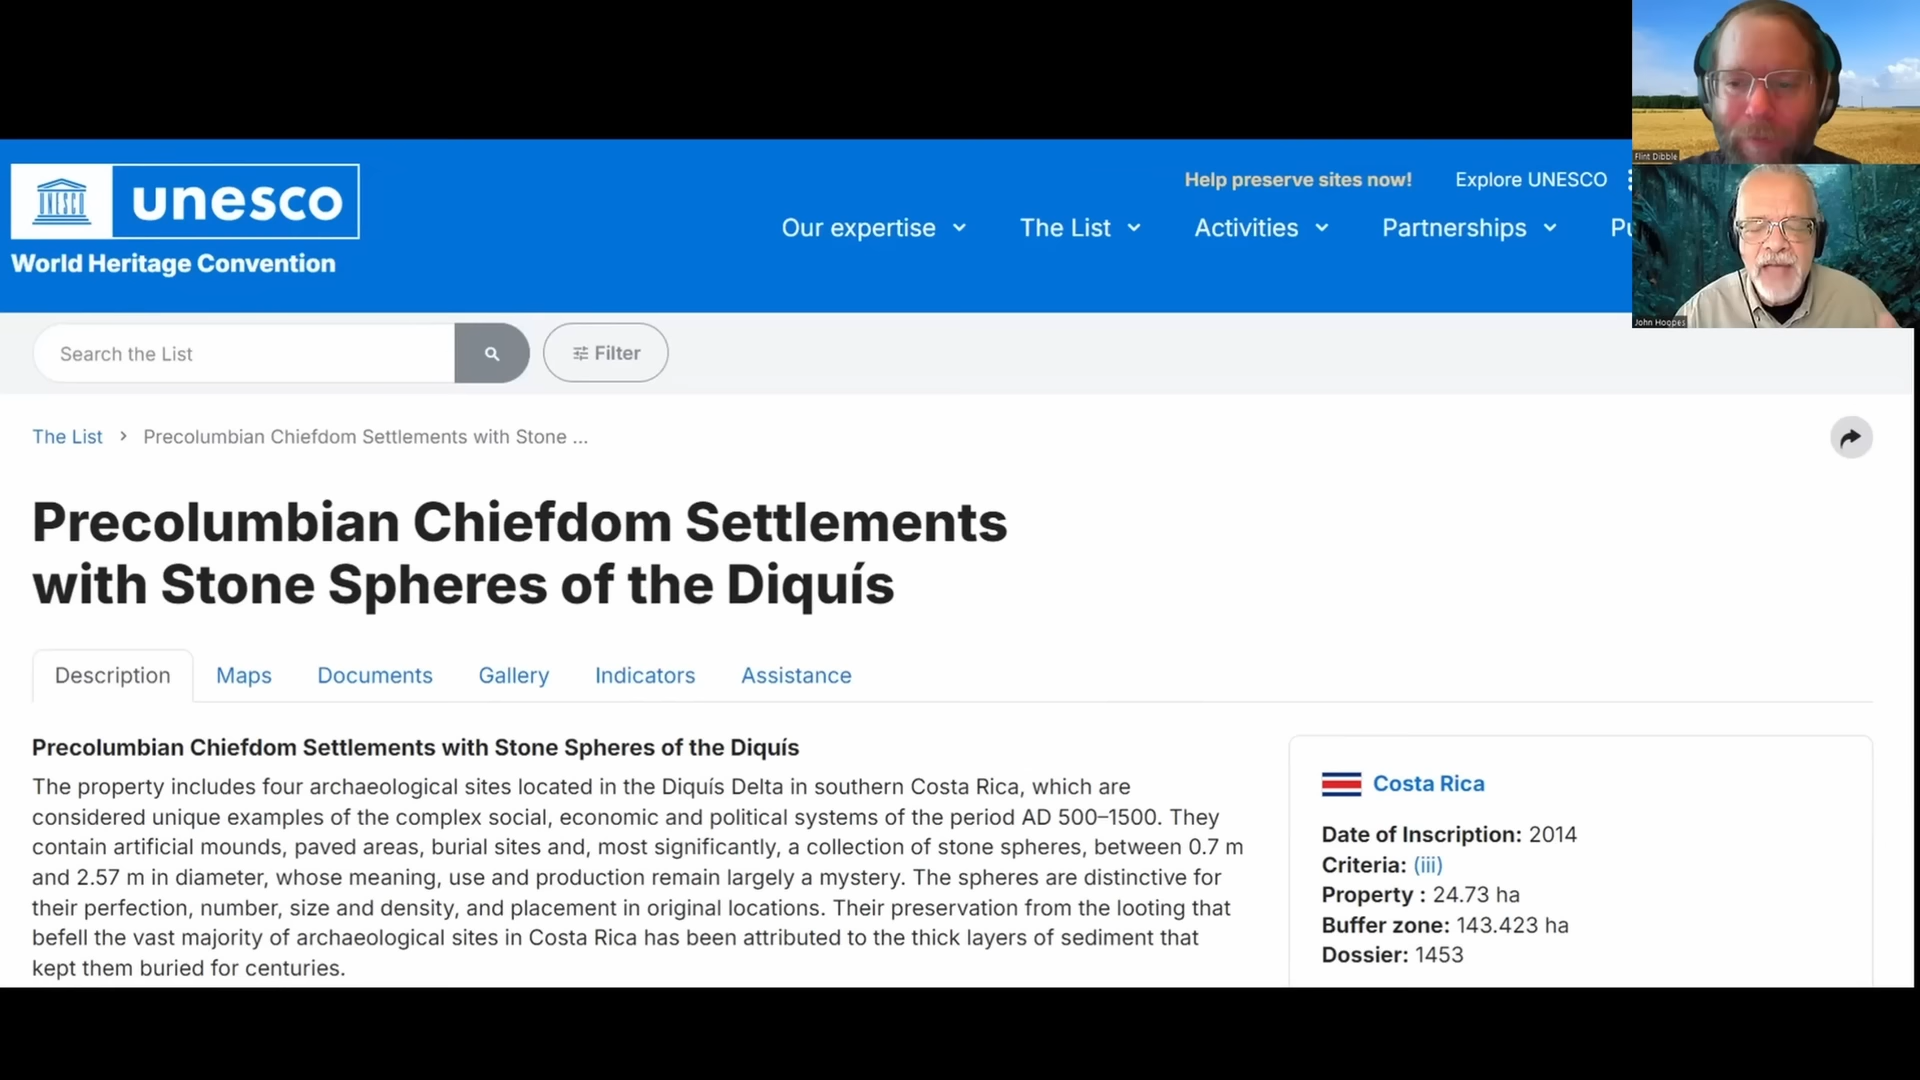 Flint Dibble
UNESCO
unesco
World Heritage Convention
Help preserve sites now!
Explore UNESCO
Our expertise
The List
Activities
Partnerships
John Hoopes
Search the List
Filter
The List > Precolumbian Chiefdom Settlements with Stone ...
Precolumbian Chiefdom Settlements
with Stone Spheres of the Diquís
Description
Maps
Documents
Gallery
Indicators
Assistance
Precolumbian Chiefdom Settlements with Stone Spheres of the Diquís
The property includes four archaeological sites located in the Diquís Delta in southern Costa Rica, which are
considered unique examples of the complex social, economic and political systems of the period AD 500–1500. They
contain artificial mounds, paved areas, burial sites and, most significantly, a collection of stone spheres, between 0.7 m
and 2.57 m in diameter, whose meaning, use and production remain largely a mystery. The spheres are distinctive for
their perfection, number, size and density, and placement in original locations. Their preservation from the looting that
befell the vast majority of archaeological sites in Costa Rica has been attributed to the thick layers of sediment that
kept them buried for centuries.
Costa Rica
Date of Inscription: 2014
Criteria: (iii)
Property : 24.73 ha
Buffer zone: 143.423 ha
Dossier: 1453